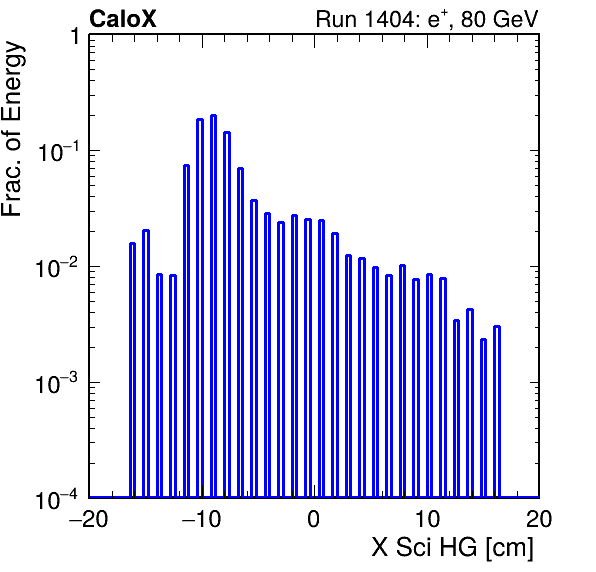 CaloX Run 1404: e⁺, 80 GeV
Frac. of Energy
1
10⁻¹
10⁻²
10⁻³
10⁻⁴
−20 −10 0 10 20
X Sci HG [cm]